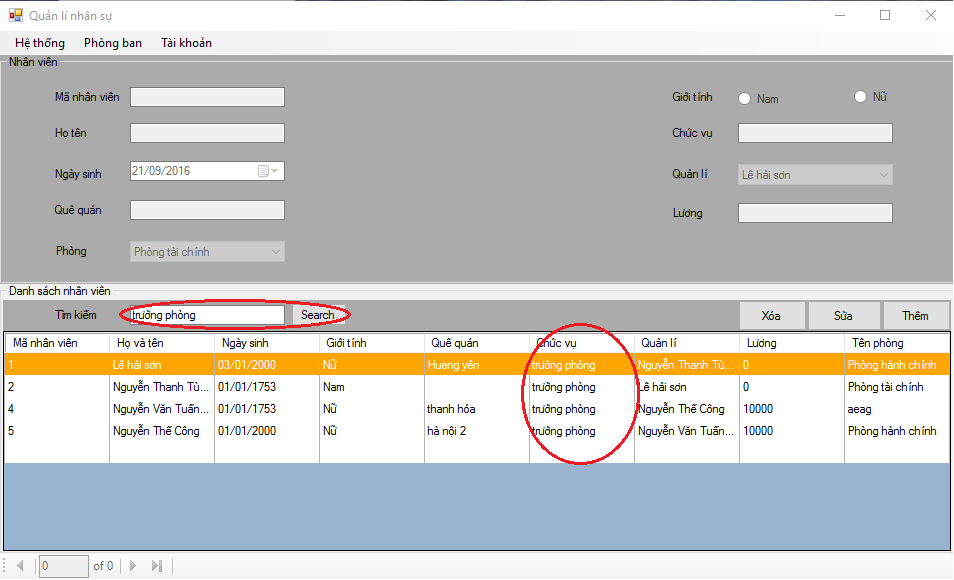 Quản lí nhân sự
Hệ thống Phòng ban Tài khoản
Nhân viên
Mã nhân viên Giới tính Nam Nữ
Họ tên Chức vụ
Ngày sinh 21/09/2016 Quản lí Lê hải sơn
Quê quán Lương
Phòng Phòng tài chính
Danh sách nhân viên
Tìm kiếm trưởng phòng Search Xóa Sửa Thêm
Mã nhân viên Họ và tên Ngày sinh Giới tính Quê quán Chức vụ Quản lí Lương Tên phòng
1 Lê hải sơn 03/01/2000 Nữ Hueng yên trưởng phòng Nguyễn Thanh Tù... 0 Phòng hành chính
2 Nguyễn Thanh Tù... 01/01/1753 Nam trưởng phòng Lê hải sơn 0 Phòng tài chính
4 Nguyễn Văn Tuấn... 01/01/1753 Nữ thanh hóa trưởng phòng Nguyễn Thế Công 10000 aeag
5 Nguyễn Thế Công 01/01/2000 Nữ hà nội 2 trưởng phòng Nguyễn Văn Tuấn... 10000 Phòng hành chính
0 of 0